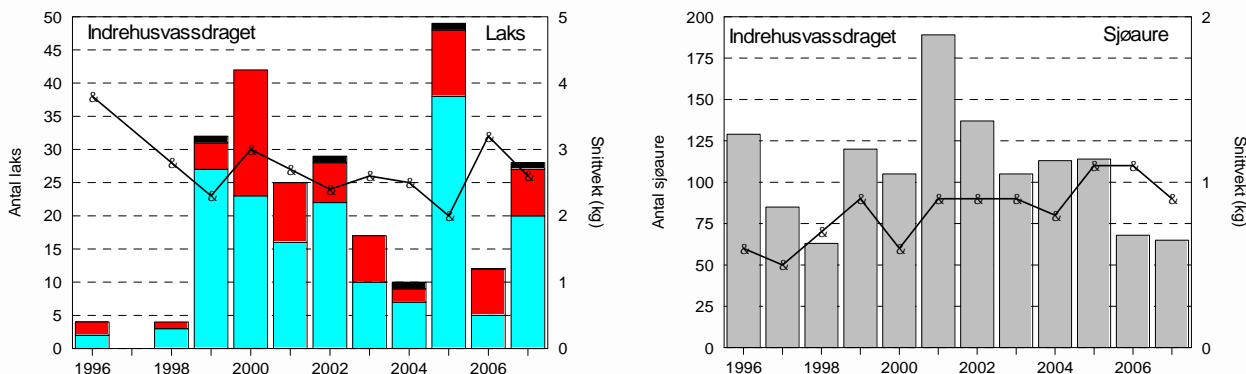 Indrehusvassdraget Laks
Antal laks
50
45
40
35
30
25
20
15
10
5
0
5
4
3
2
1
0
Snittvekt (kg)
1996 1998 2000 2002 2004 2006
& & & & & & & & & & &
Indrehusvassdraget Sjøaure
Antal sjøaure
200
175
150
125
100
75
50
25
0
2
1
0
Snittvekt (kg)
1996 1998 2000 2002 2004 2006
& & & & & & & & & & & &